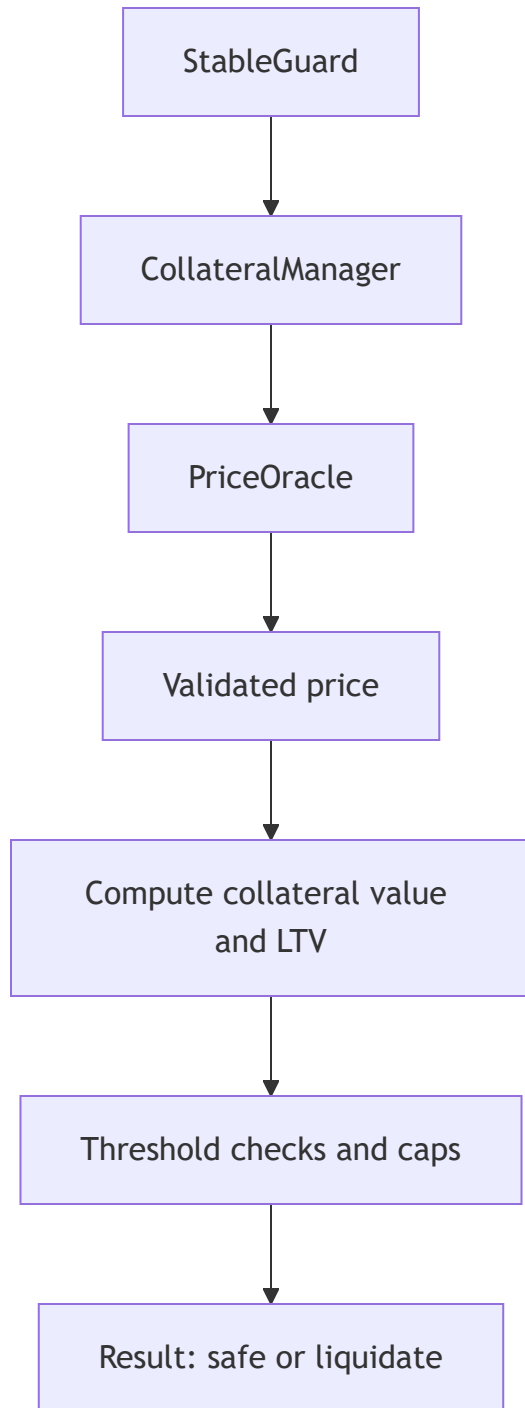 StableGuard
CollateralManager
PriceOracle
Validated price
Compute collateral value
and LTV
Threshold checks and caps
Result: safe or liquidate